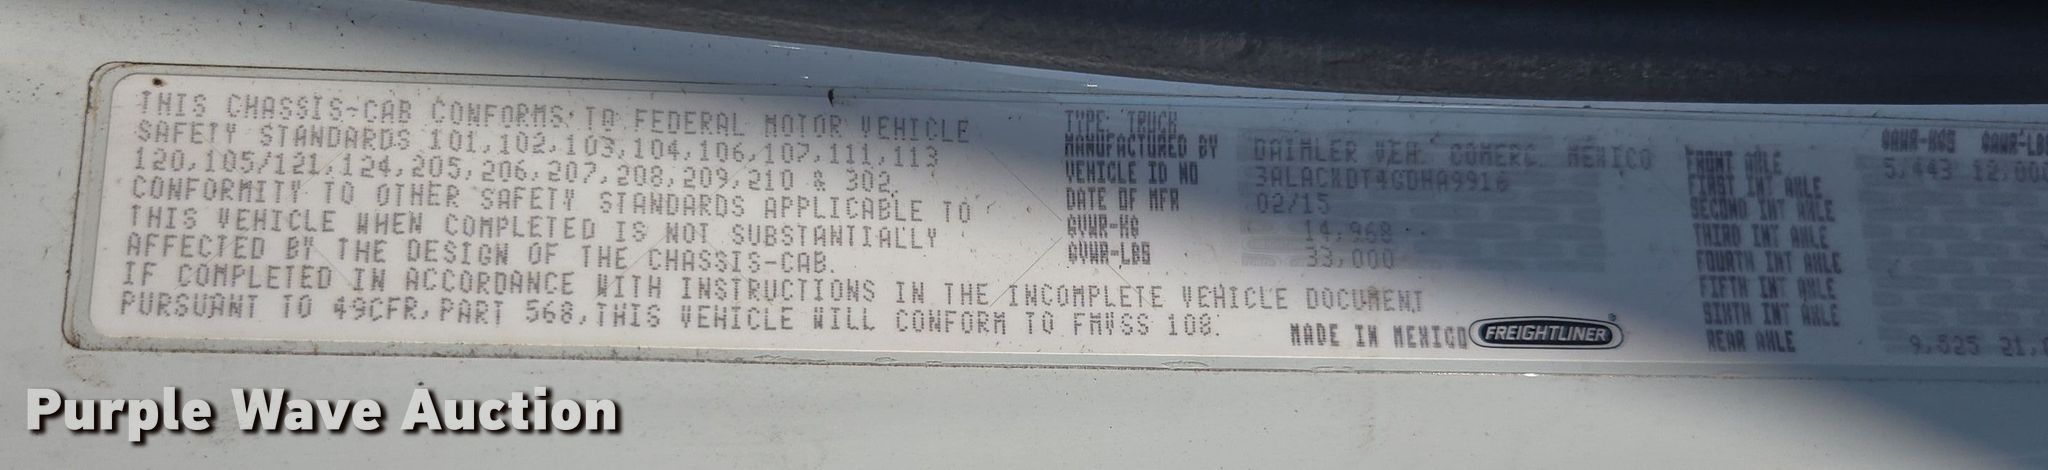 THIS CHASSIS-CAB CONFORMS TO FEDERAL MOTOR VEHICLE
SAFETY STANDARDS 101,102,103,104,106,107,111,113
120,105/121,124,205,206,207,208,209,210 & 302.
CONFORMITY TO OTHER SAFETY STANDARDS APPLICABLE TO
THIS VEHICLE WHEN COMPLETED IS NOT SUBSTANTIALLY
AFFECTED BY THE DESIGN OF THE CHASSIS-CAB.
IF COMPLETED IN ACCORDANCE WITH INSTRUCTIONS IN THE INCOMPLETE VEHICLE DOCUMENT
PURSUANT TO 49CFR, PART 568, THIS VEHICLE WILL CONFORM TO FMVSS 108.
TYPE: TRUCK
MANUFACTURED BY DAIMLER VEH. COMERC. MEXICO
VEHICLE ID NO 3ALACXDT4GDHA9916
DATE OF MFR 02/15
GVWR-KG 14,968
GVWR-LBS 33,000
MADE IN MEXICO FREIGHTLINER®
GAWR-KGS GAWR-LBS
FRONT AXLE 5,443 12,000
FIRST INT AXLE
SECOND INT AXLE
THIRD INT AXLE
FOURTH INT AXLE
FIFTH INT AXLE
SIXTH INT AXLE
REAR AXLE 9,525 21,
Purple Wave Auction